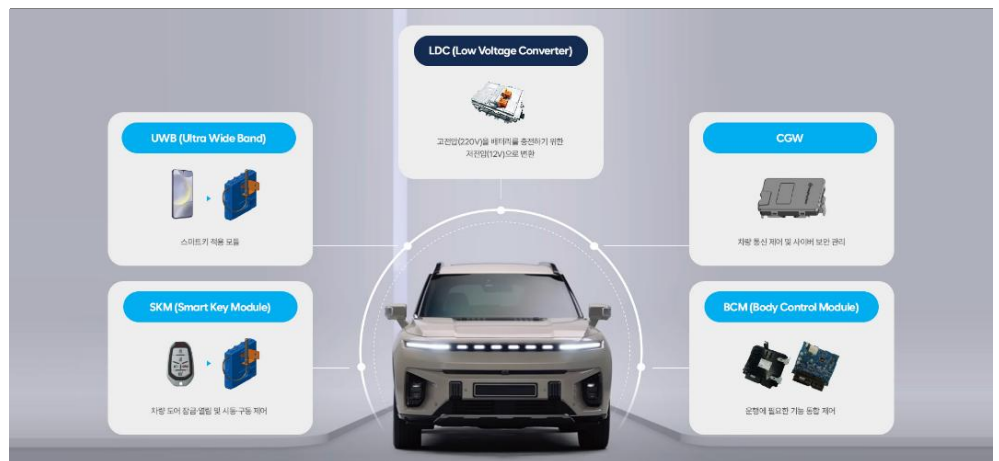 LDC (Low Voltage Converter)
고전압(220V)을 배터리를 충전하기 위한
저전압(12V)으로 변환
UWB (Ultra Wide Band)
스마트키 적용 모듈
CGW
차량 통신 제어 및 사이버 보안 관리
SKM (Smart Key Module)
차량 도어 잠금·열림 및 시동·구동 제어
BCM (Body Control Module)
운행에 필요한 기능 통합 제어